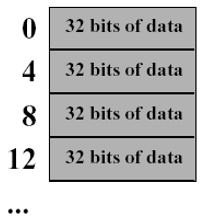 0 32 bits of data
4 32 bits of data
8 32 bits of data
12 32 bits of data
...